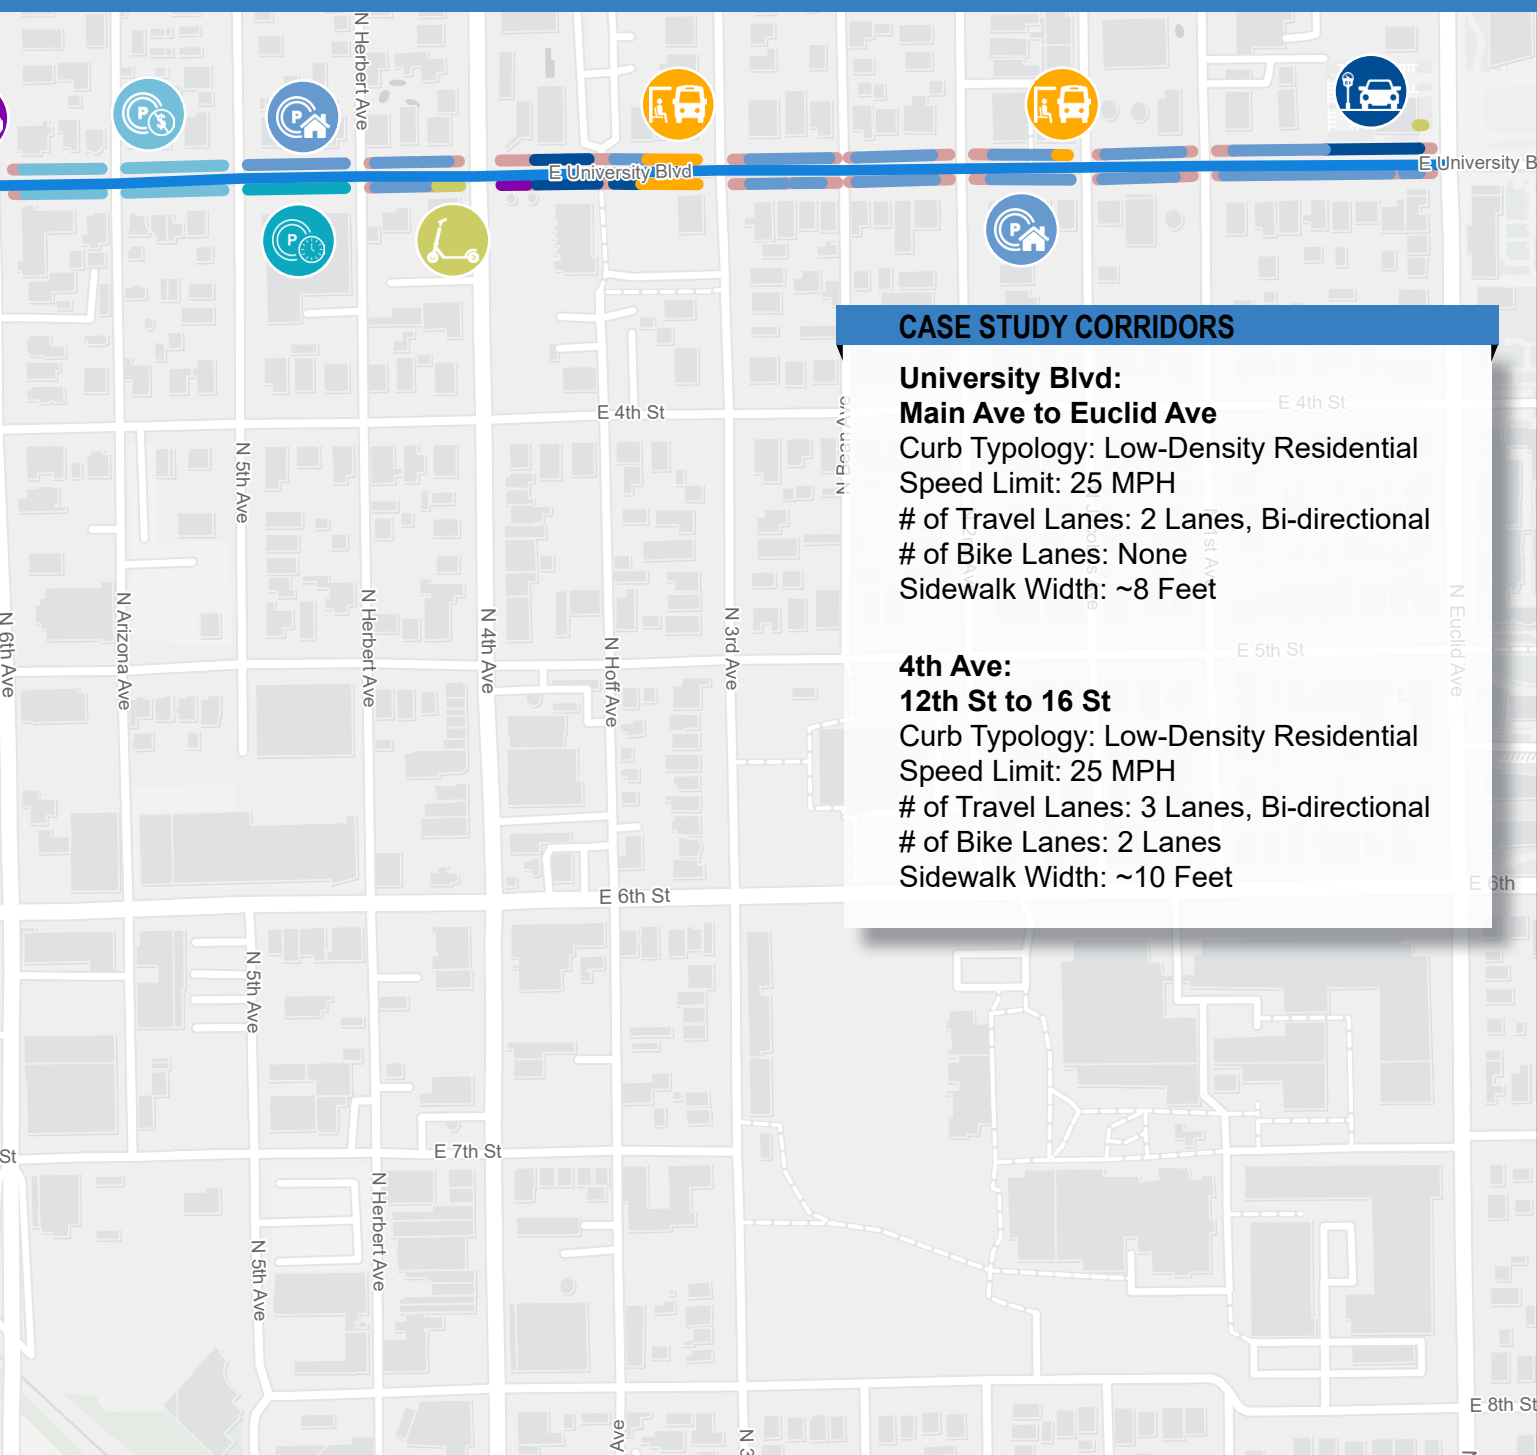 N Herbert Ave
P
$
P
E University Blvd
E University B
P
P
CASE STUDY CORRIDORS
University Blvd:
Main Ave to Euclid Ave
Curb Typology: Low-Density Residential
Speed Limit: 25 MPH
# of Travel Lanes: 2 Lanes, Bi-directional
# of Bike Lanes: None
Sidewalk Width: ~8 Feet
4th Ave:
12th St to 16 St
Curb Typology: Low-Density Residential
Speed Limit: 25 MPH
# of Travel Lanes: 3 Lanes, Bi-directional
# of Bike Lanes: 2 Lanes
Sidewalk Width: ~10 Feet
E 4th St
E 4th St
N 5th Ave
N 6th Ave
N Arizona Ave
N Herbert Ave
N 4th Ave
N Hoff Ave
N 3rd Ave
E 5th St
N Euclid Ave
E 6th St
E 6th
N 5th Ave
St
E 7th St
N Herbert Ave
N 5th Ave
E 8th St
Ave
N 3